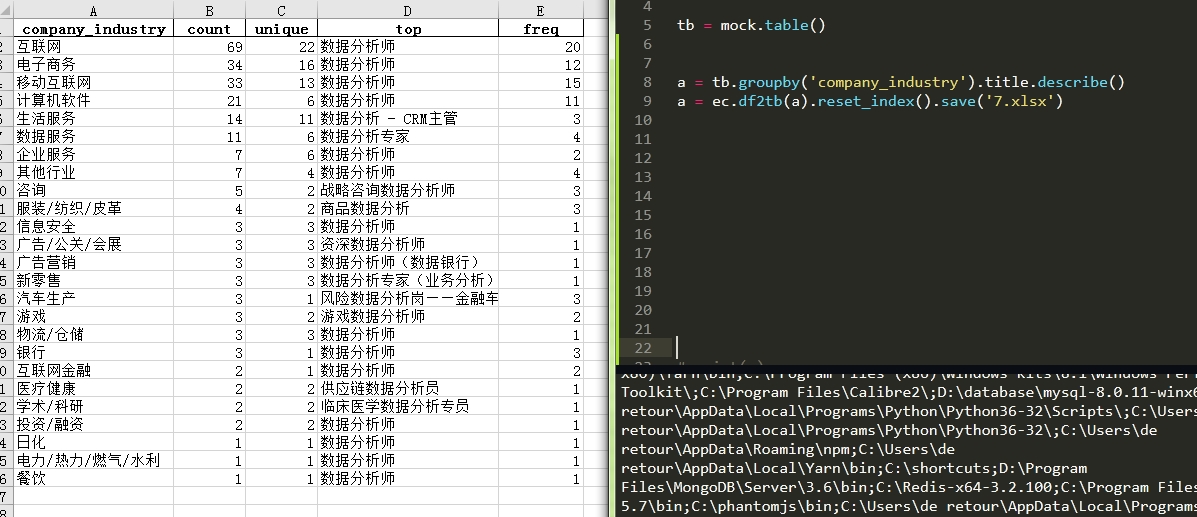 A B C D E
company_industry count unique top freq
互联网 69 22 数据分析师 20
电子商务 34 16 数据分析师 12
移动互联网 33 13 数据分析师 15
计算机软件 21 6 数据分析师 11
生活服务 14 11 数据分析 - CRM主管 3
数据服务 11 6 数据分析专家 4
企业服务 7 6 数据分析师 2
其他行业 7 4 数据分析师 4
咨询 5 2 战略咨询数据分析师 3
服装/纺织/皮革 4 2 商品数据分析 3
信息安全 3 3 数据分析师 1
广告/公关/会展 3 3 资深数据分析师 1
广告营销 3 3 数据分析师（数据银行） 1
新零售 3 3 数据分析专家（业务分析） 1
汽车生产 3 1 风险数据分析岗——金融车 3
游戏 3 2 游戏数据分析师 2
物流/仓储 3 3 数据分析师 1
银行 3 1 数据分析师 3
互联网金融 2 1 数据分析师 2
医疗健康 2 2 供应链数据分析员 1
学术/科研 2 2 临床医学数据分析专员 1
投资/融资 2 2 数据分析师 1
日化 1 1 数据分析师 1
电力/热力/燃气/水利 1 1 数据分析师 1
餐饮 1 1 数据分析师 1
4
5 tb = mock.table()
6
7
8 a = tb.groupby('company_industry').title.describe()
9 a = ec.df2tb(a).reset_index().save('7.xlsx')
10
11
12
13
14
15
16
17
18
19
20
21
22
Toolkit\;C:\Program Files\Calibre2\;D:\database\mysql-8.0.11-winx6
retour\AppData\Local\Programs\Python\Python36-32\Scripts\;C:\Users
retour\AppData\Local\Programs\Python\Python36-32\;C:\Users\de
retour\AppData\Roaming\npm;C:\Users\de
retour\AppData\Local\Yarn\bin;C:\shortcuts;D:\Program
Files\MongoDB\Server\3.6\bin;C:\Redis-x64-3.2.100;C:\Program Files
5.7\bin;C:\phantomjs\bin;C:\Users\de retour\AppData\Local\Programs